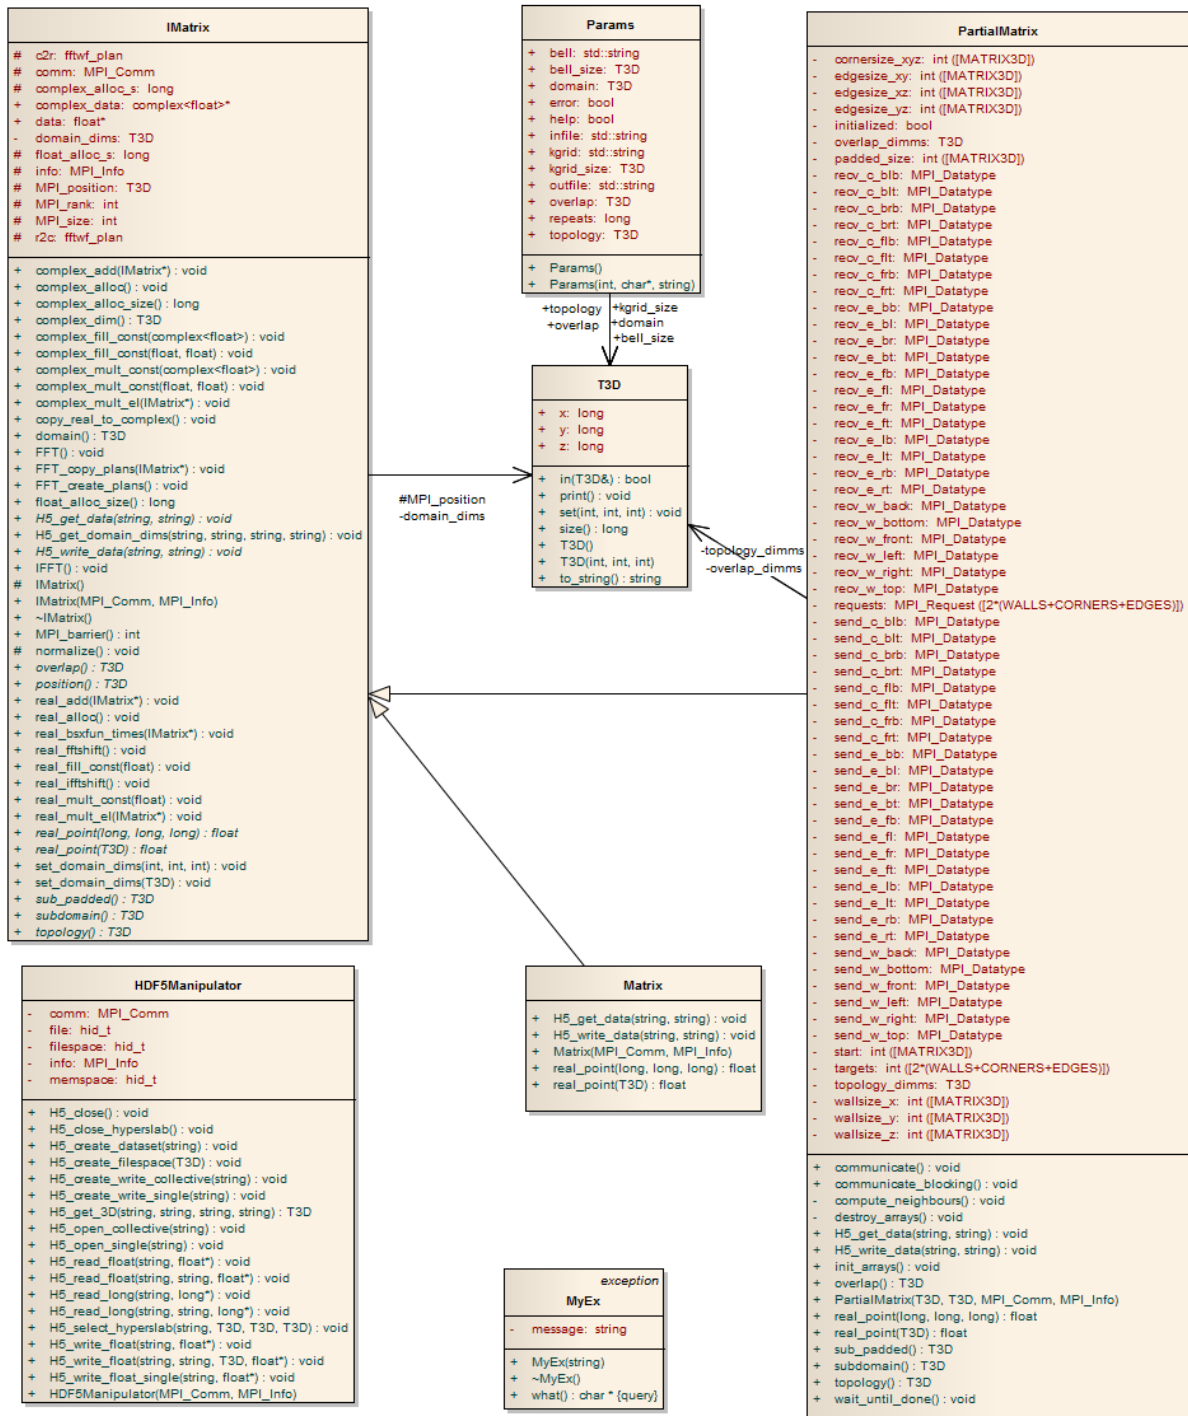 IMatrix
# c2r: fftwf_plan
# comm: MPI_Comm
# complex_alloc_s: long
+ complex_data: complex<float>*
+ data: float*
- domain_dims: T3D
# float_alloc_s: long
# info: MPI_Info
# MPI_position: T3D
# MPI_rank: int
# MPI_size: int
# r2c: fftwf_plan
+ complex_add(IMatrix*) : void
+ complex_alloc() : void
+ complex_alloc_size() : long
+ complex_dim() : T3D
+ complex_fill_const(complex<float>) : void
+ complex_fill_const(float, float) : void
+ complex_mult_const(complex<float>) : void
+ complex_mult_const(float, float) : void
+ complex_mult_el(IMatrix*) : void
+ copy_real_to_complex() : void
+ domain() : T3D
+ FFT() : void
+ FFT_copy_plans(IMatrix*) : void
+ FFT_create_plans() : void
+ float_alloc_size() : long
+ H5_get_data(string, string) : void
+ H5_get_domain_dims(string, string, string, string) : void
+ H5_write_data(string, string) : void
+ IFFT() : void
# IMatrix()
+ IMatrix(MPI_Comm, MPI_Info)
+ ~IMatrix()
+ MPI_barrier() : int
# normalize() : void
+ overlap() : T3D
+ position() : T3D
+ real_add(IMatrix*) : void
+ real_alloc() : void
+ real_bsxfun_times(IMatrix*) : void
+ real_fftshift() : void
+ real_fill_const(float) : void
+ real_ifftshift() : void
+ real_mult_const(float) : void
+ real_mult_el(IMatrix*) : void
+ real_point(long, long, long) : float
+ real_point(T3D) : float
+ set_domain_dims(int, int, int) : void
+ set_domain_dims(T3D) : void
+ sub_padded() : T3D
+ subdomain() : T3D
+ topology() : T3D
Params
+ bell: std::string
+ bell_size: T3D
+ domain: T3D
+ error: bool
+ help: bool
+ infile: std::string
+ kgrid: std::string
+ kgrid_size: T3D
+ outfile: std::string
+ overlap: T3D
+ repeats: long
+ topology: T3D
+ Params()
+ Params(int, char*, string)
+topology
+overlap
+kgrid_size
+domain
+bell_size
T3D
+ x: long
+ y: long
+ z: long
+ in(T3D&) : bool
+ print() : void
+ set(int, int, int) : void
+ size() : long
+ T3D()
+ T3D(int, int, int)
+ to_string() : string
#MPI_position
-domain_dims
-topology_dimms
-overlap_dimms
PartialMatrix
- cornersize_xyz: int ([MATRIX3D])
- edgesize_xy: int ([MATRIX3D])
- edgesize_xz: int ([MATRIX3D])
- edgesize_yz: int ([MATRIX3D])
- initialized: bool
- overlap_dimms: T3D
- padded_size: int ([MATRIX3D])
- recv_c_blb: MPI_Datatype
- recv_c_blt: MPI_Datatype
- recv_c_brb: MPI_Datatype
- recv_c_brt: MPI_Datatype
- recv_c_flb: MPI_Datatype
- recv_c_flt: MPI_Datatype
- recv_c_frb: MPI_Datatype
- recv_c_frt: MPI_Datatype
- recv_e_bb: MPI_Datatype
- recv_e_bl: MPI_Datatype
- recv_e_br: MPI_Datatype
- recv_e_bt: MPI_Datatype
- recv_e_fb: MPI_Datatype
- recv_e_fl: MPI_Datatype
- recv_e_fr: MPI_Datatype
- recv_e_ft: MPI_Datatype
- recv_e_lb: MPI_Datatype
- recv_e_lt: MPI_Datatype
- recv_e_rb: MPI_Datatype
- recv_e_rt: MPI_Datatype
- recv_w_back: MPI_Datatype
- recv_w_bottom: MPI_Datatype
- recv_w_front: MPI_Datatype
- recv_w_left: MPI_Datatype
- recv_w_right: MPI_Datatype
- recv_w_top: MPI_Datatype
- requests: MPI_Request ([2*(WALLS+CORNERS+EDGES)])
- send_c_blb: MPI_Datatype
- send_c_blt: MPI_Datatype
- send_c_brb: MPI_Datatype
- send_c_brt: MPI_Datatype
- send_c_flb: MPI_Datatype
- send_c_flt: MPI_Datatype
- send_c_frb: MPI_Datatype
- send_c_frt: MPI_Datatype
- send_e_bb: MPI_Datatype
- send_e_bl: MPI_Datatype
- send_e_br: MPI_Datatype
- send_e_bt: MPI_Datatype
- send_e_fb: MPI_Datatype
- send_e_fl: MPI_Datatype
- send_e_fr: MPI_Datatype
- send_e_ft: MPI_Datatype
- send_e_lb: MPI_Datatype
- send_e_lt: MPI_Datatype
- send_e_rb: MPI_Datatype
- send_e_rt: MPI_Datatype
- send_w_back: MPI_Datatype
- send_w_bottom: MPI_Datatype
- send_w_front: MPI_Datatype
- send_w_left: MPI_Datatype
- send_w_right: MPI_Datatype
- send_w_top: MPI_Datatype
- start: int ([MATRIX3D])
- targets: int ([2*(WALLS+CORNERS+EDGES)])
- topology_dimms: T3D
- wallsize_x: int ([MATRIX3D])
- wallsize_y: int ([MATRIX3D])
- wallsize_z: int ([MATRIX3D])
+ communicate() : void
+ communicate_blocking() : void
- compute_neighbours() : void
- destroy_arrays() : void
+ H5_get_data(string, string) : void
+ H5_write_data(string, string) : void
+ init_arrays() : void
+ overlap() : T3D
+ PartialMatrix(T3D, T3D, MPI_Comm, MPI_Info)
+ real_point(long, long, long) : float
+ real_point(T3D) : float
+ sub_padded() : T3D
+ subdomain() : T3D
+ topology() : T3D
+ wait_until_done() : void
HDF5Manipulator
- comm: MPI_Comm
- file: hid_t
- filespace: hid_t
- info: MPI_Info
- memspace: hid_t
+ H5_close() : void
+ H5_close_hyperslab() : void
+ H5_create_dataset(string) : void
+ H5_create_filespace(T3D) : void
+ H5_create_write_collective(string) : void
+ H5_create_write_single(string) : void
+ H5_get_3D(string, string, string, string) : T3D
+ H5_open_collective(string) : void
+ H5_open_single(string) : void
+ H5_read_float(string, float*) : void
+ H5_read_float(string, string, float*) : void
+ H5_read_long(string, long*) : void
+ H5_read_long(string, string, long*) : void
+ H5_select_hyperslab(string, T3D, T3D, T3D) : void
+ H5_write_float(string, float*) : void
+ H5_write_float(string, string, T3D, float*) : void
+ H5_write_float_single(string, float*) : void
+ HDF5Manipulator(MPI_Comm, MPI_Info)
Matrix
+ H5_get_data(string, string) : void
+ H5_write_data(string, string) : void
+ Matrix(MPI_Comm, MPI_Info)
+ real_point(long, long, long) : float
+ real_point(T3D) : float
exception
MyEx
- message: string
+ MyEx(string)
+ ~MyEx()
+ what() : char * {query}